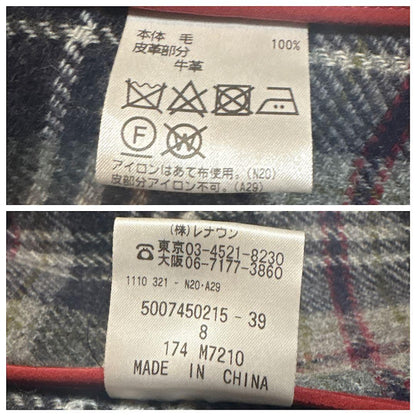 本体 毛 100%
皮革部分
牛革
F W
アイロンはあて布使用。(N20)
皮部分アイロン不可。(A29)
(株)レナウン
東京03-4521-8230
大阪06-7177-3860
1110 321 - N20・A29
5007450215 - 39
8
174 M7210
MADE IN CHINA